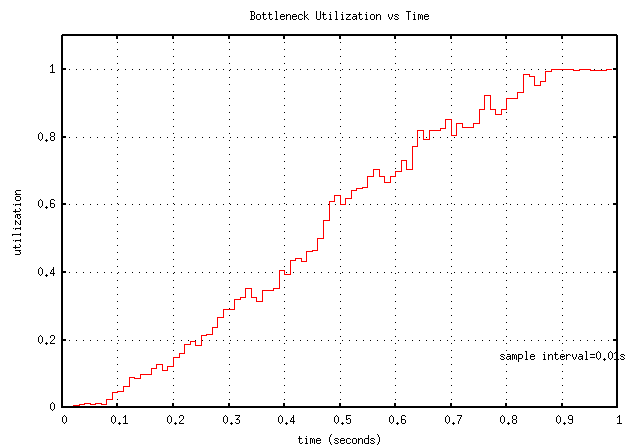 Bottleneck Utilization vs Time
1
0.8
0.6
0.4
0.2
0
utilization
sample interval=0.01s
0 0.1 0.2 0.3 0.4 0.5 0.6 0.7 0.8 0.9 1
time (seconds)